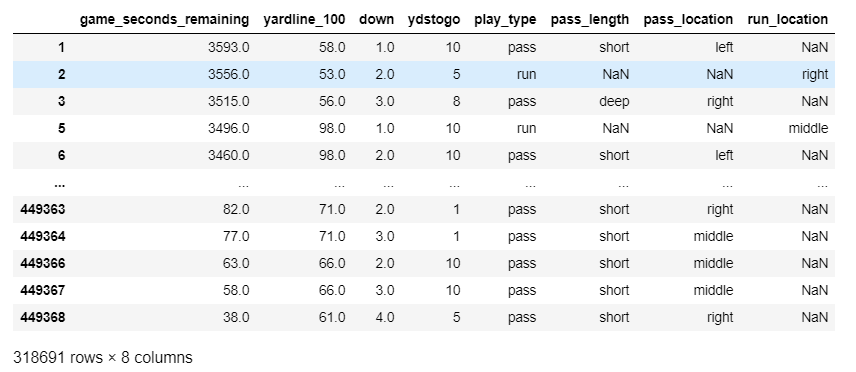 game_seconds_remaining yardline_100 down ydstogo play_type pass_length pass_location run_location
1 3593.0 58.0 1.0 10 pass short left NaN
2 3556.0 53.0 2.0 5 run NaN NaN right
3 3515.0 56.0 3.0 8 pass deep right NaN
5 3496.0 98.0 1.0 10 run NaN NaN middle
6 3460.0 98.0 2.0 10 pass short left NaN
... ... ... ... ... ... ... ... ...
449363 82.0 71.0 2.0 1 pass short right NaN
449364 77.0 71.0 3.0 1 pass short middle NaN
449366 63.0 66.0 2.0 10 pass short middle NaN
449367 58.0 66.0 3.0 10 pass short middle NaN
449368 38.0 61.0 4.0 5 pass short right NaN
318691 rows × 8 columns